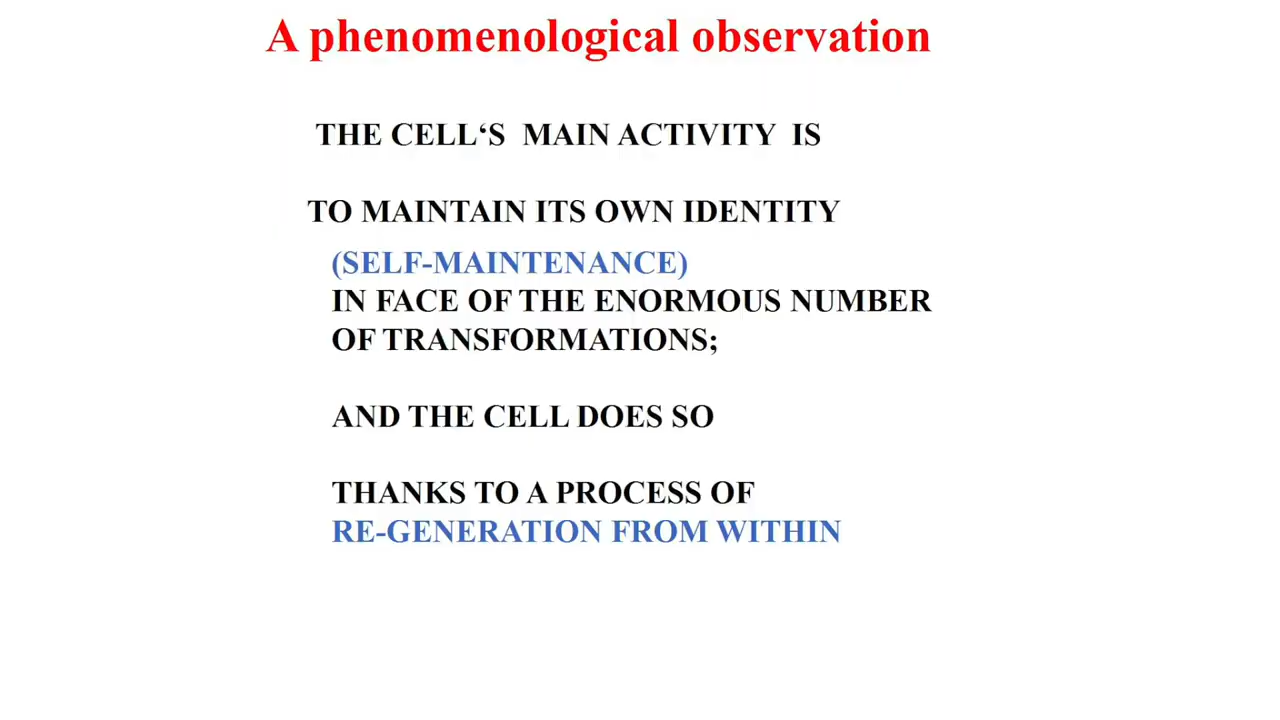 A phenomenological observation
THE CELL‘S MAIN ACTIVITY IS
TO MAINTAIN ITS OWN IDENTITY
(SELF-MAINTENANCE)
IN FACE OF THE ENORMOUS NUMBER
OF TRANSFORMATIONS;
AND THE CELL DOES SO
THANKS TO A PROCESS OF
RE-GENERATION FROM WITHIN